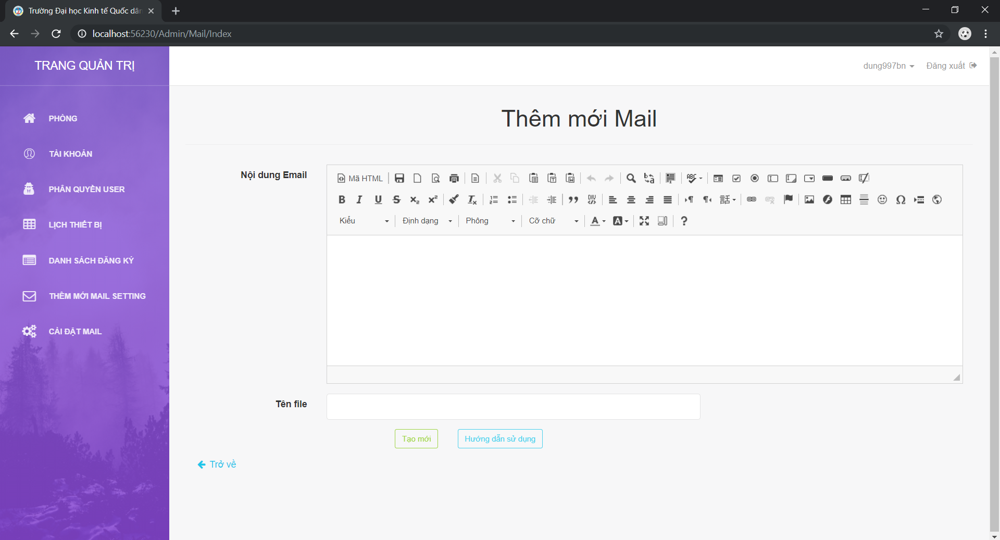 Trường Đại học Kinh tế Quốc dân
localhost:56230/Admin/Mail/Index
TRANG QUẢN TRỊ
dung997bn
Đăng xuất
PHÒNG
TÀI KHOẢN
PHÂN QUYỀN USER
LỊCH THIẾT BỊ
DANH SÁCH ĐĂNG KÝ
THÊM MỚI MAIL SETTING
CÀI ĐẶT MAIL
Thêm mới Mail
Nội dung Email
Mã HTML
Kiểu
Định dạng
Phông
Cỡ chữ
Tên file
Tạo mới
Hướng dẫn sử dụng
Trở về